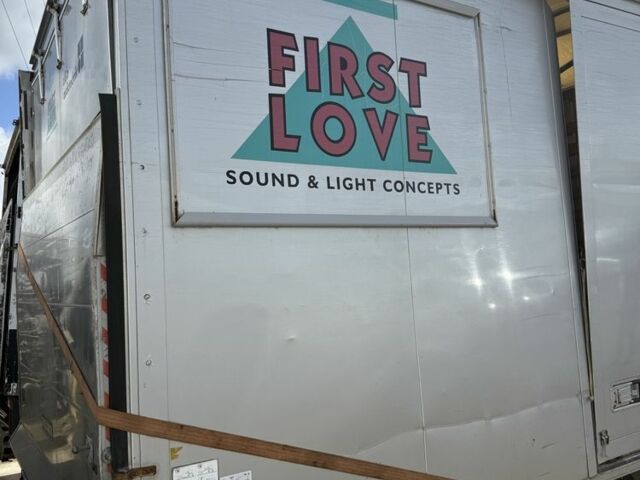 FIRST
LOVE
SOUND & LIGHT CONCEPTS